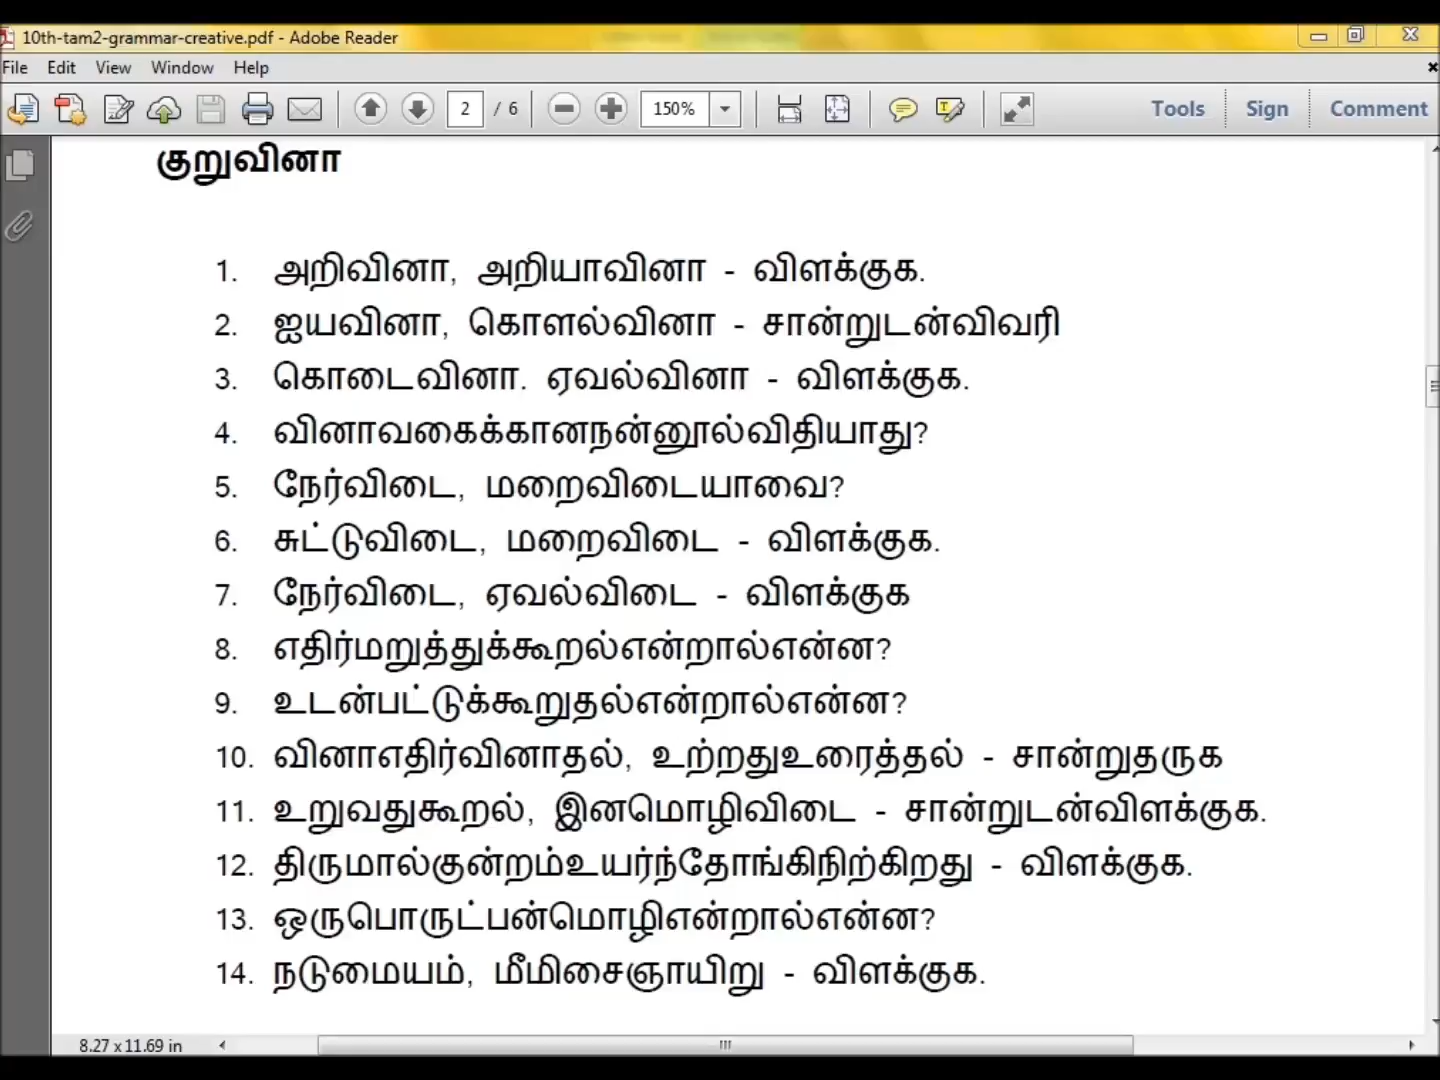 10th-tam2-grammar-creative.pdf - Adobe Reader
File Edit View Window Help
2 / 6 150% Tools Sign Comment
குறுவினா
1. அறிவினா, அறியாவினா - விளக்குக.
2. ஐயவினா, கொளல்வினா - சான்றுடன்விவரி
3. கொடைவினா. ஏவல்வினா - விளக்குக.
4. வினாவகைக்கானநன்னூல்விதியாது?
5. நேர்விடை, மறைவிடையாவை?
6. சுட்டுவிடை, மறைவிடை - விளக்குக.
7. நேர்விடை, ஏவல்விடை - விளக்குக
8. எதிர்மறுத்துக்கூறல்என்றால்என்ன?
9. உடன்பட்டுக்கூறுதல்என்றால்என்ன?
10. வினாஎதிர்வினாதல், உற்றதுஉரைத்தல் - சான்றுதருக
11. உறுவதுகூறல், இனமொழிவிடை - சான்றுடன்விளக்குக.
12. திருமால்குன்றம்உயர்ந்தோங்கிநிற்கிறது - விளக்குக.
13. ஒருபொருட்பன்மொழிஎன்றால்என்ன?
14. நடுமையம், மீமிசைஞாயிறு - விளக்குக.
8.27 x 11.69 in